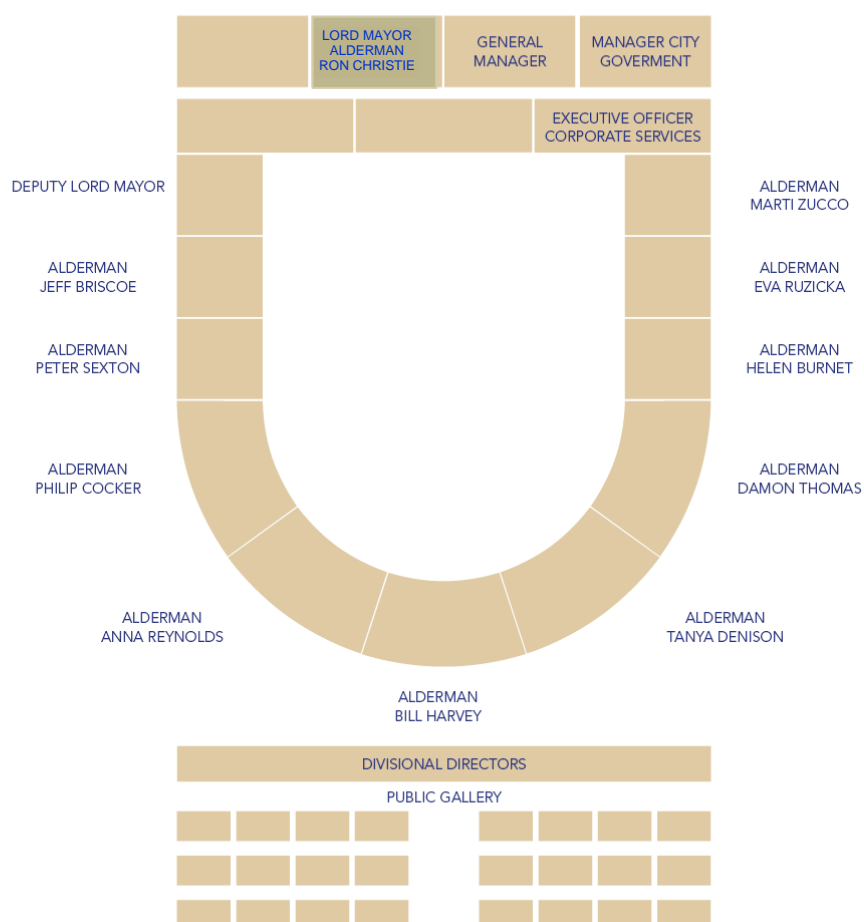 LORD MAYOR
ALDERMAN
RON CHRISTIE
GENERAL
MANAGER
MANAGER CITY
GOVERMENT
EXECUTIVE OFFICER
CORPORATE SERVICES
DEPUTY LORD MAYOR
ALDERMAN
MARTI ZUCCO
ALDERMAN
JEFF BRISCOE
ALDERMAN
EVA RUZICKA
ALDERMAN
PETER SEXTON
ALDERMAN
HELEN BURNET
ALDERMAN
PHILIP COCKER
ALDERMAN
DAMON THOMAS
ALDERMAN
ANNA REYNOLDS
ALDERMAN
TANYA DENISON
ALDERMAN
BILL HARVEY
DIVISIONAL DIRECTORS
PUBLIC GALLERY